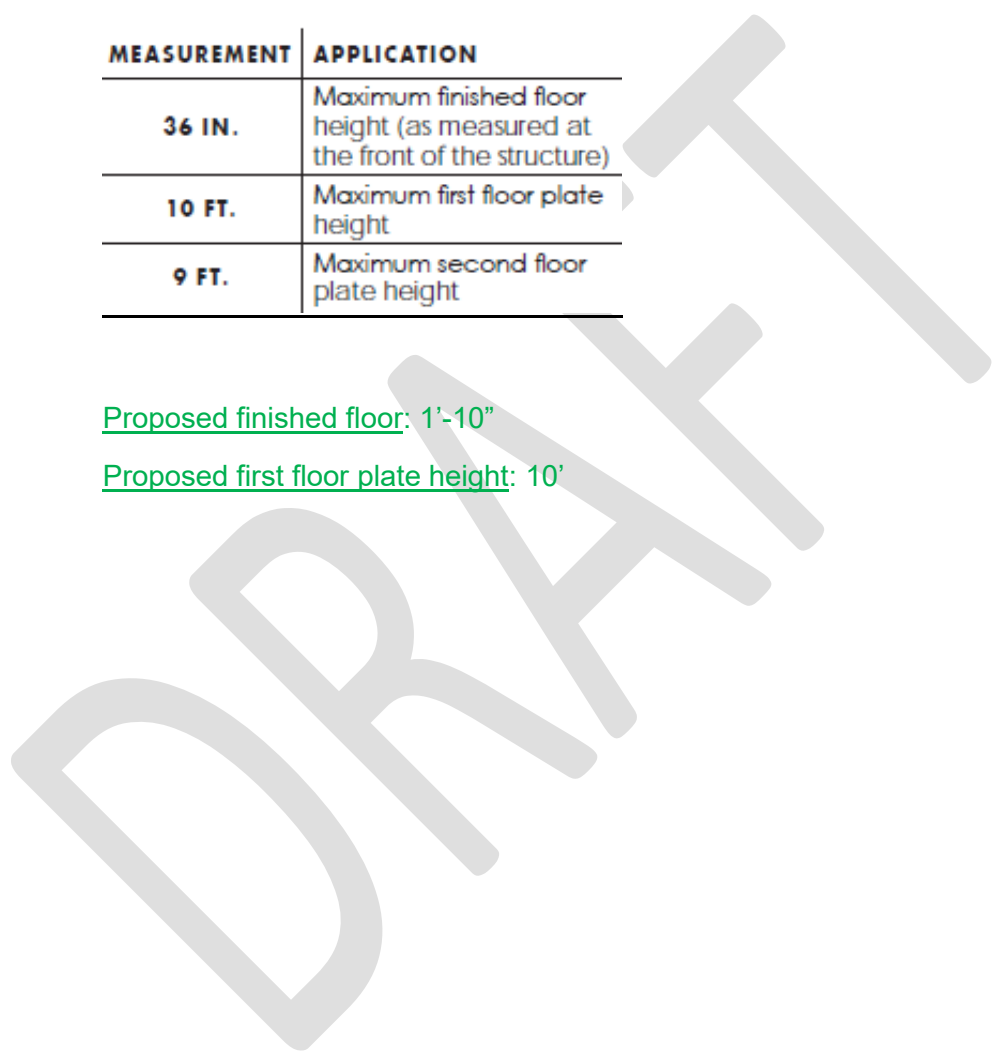 MEASUREMENT APPLICATION
36 IN.
Maximum finished floor
height (as measured at
the front of the structure)
10 FT.
Maximum first floor plate
height
9 FT.
Maximum second floor
plate height
Proposed finished floor: 1’-10”
Proposed first floor plate height: 10’
DRAFT